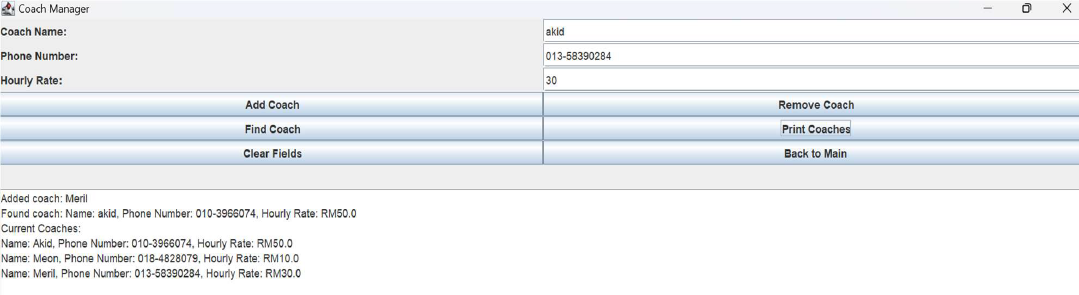 Coach Manager
Coach Name: akid
Phone Number: 013-58390284
Hourly Rate: 30
Add Coach Remove Coach
Find Coach Print Coaches
Clear Fields Back to Main
Added coach: Meril
Found coach: Name: akid, Phone Number: 010-3966074, Hourly Rate: RM50.0
Current Coaches:
Name: Akid, Phone Number: 010-3966074, Hourly Rate: RM50.0
Name: Meon, Phone Number: 018-4828079, Hourly Rate: RM10.0
Name: Meril, Phone Number: 013-58390284, Hourly Rate: RM30.0